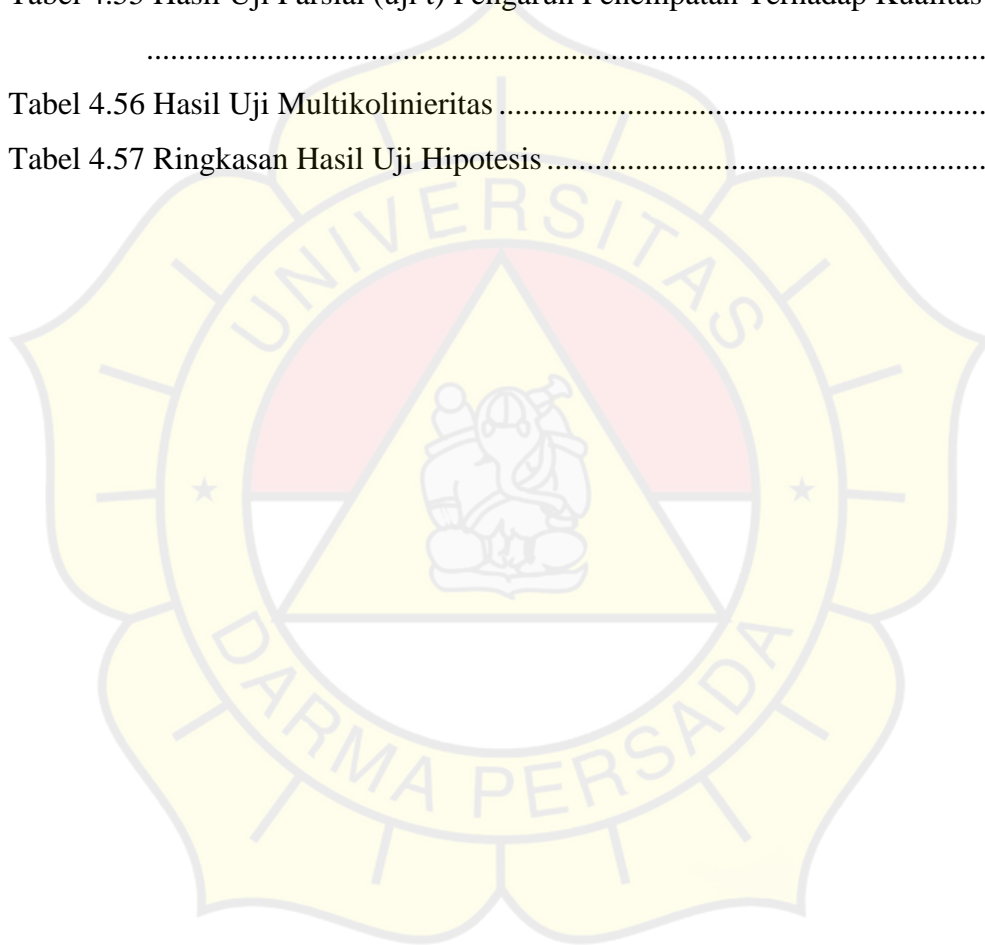 Tabel 4.55 Hasil Uji Parsial (uji t) Pengaruh Penempatan Terhadap Kualitas
.........................................................................................................
Tabel 4.56 Hasil Uji Multikolinieritas .............................................................
Tabel 4.57 Ringkasan Hasil Uji Hipotesis .......................................................
UNIVERSITAS
DARMA PERSADA